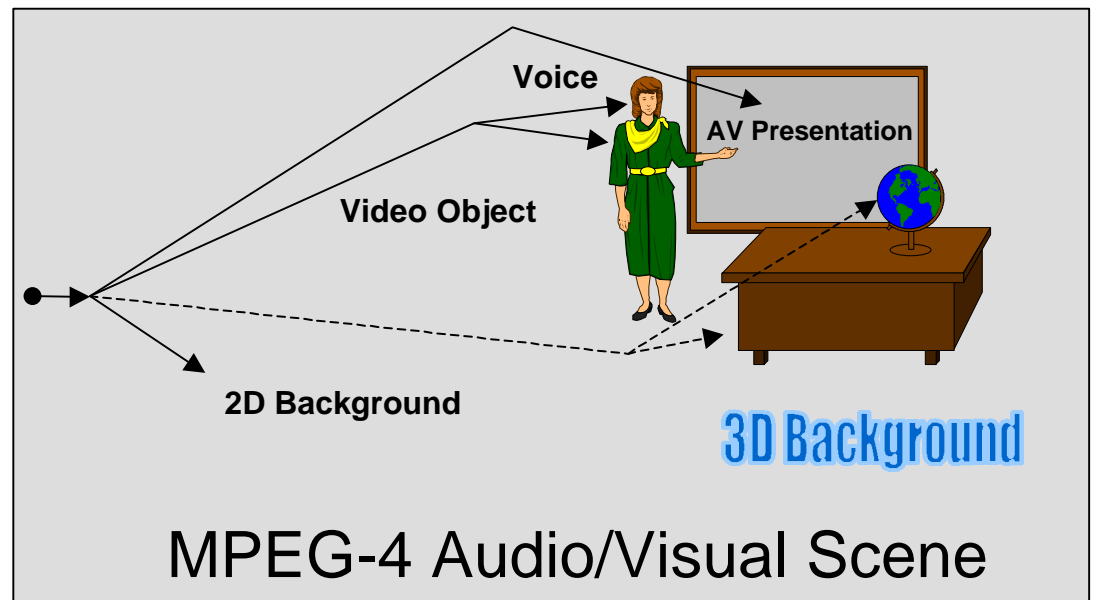 Voice
AV Presentation
Video Object
2D Background
3D Background
MPEG-4 Audio/Visual Scene